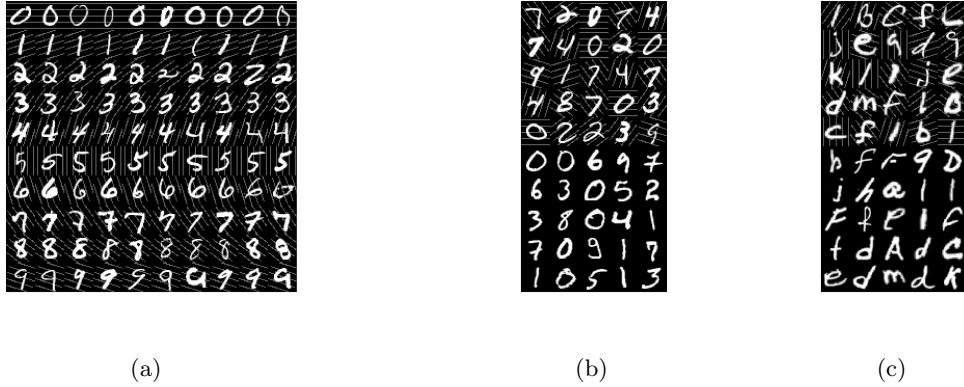 0 0 0 0 0 0 0 0 0 0
1 1 1 1 1 1 1 1 1 1
2 2 2 2 2 2 2 2 2 2
3 3 3 3 3 3 3 3 3 3
4 4 4 4 4 4 4 4 4 4
5 5 5 5 5 5 5 5 5 5
6 6 6 6 6 6 6 6 6 6
7 7 7 7 7 7 7 7 7 7
8 8 8 8 8 8 8 8 8 8
9 9 9 9 9 9 9 9 9 9
(a)
7 2 0 7 4
7 4 0 2 0
9 1 7 4 7
4 8 7 0 3
0 2 2 3 9
0 0 6 9 7
6 3 0 5 2
3 8 0 4 1
7 0 9 1 7
1 0 5 1 3
(b)
B C f L
j e q d q
k j e
d m F i B
c f b
h f F q D
j h a
F f e F
t d A d C
e d m d K
(c)